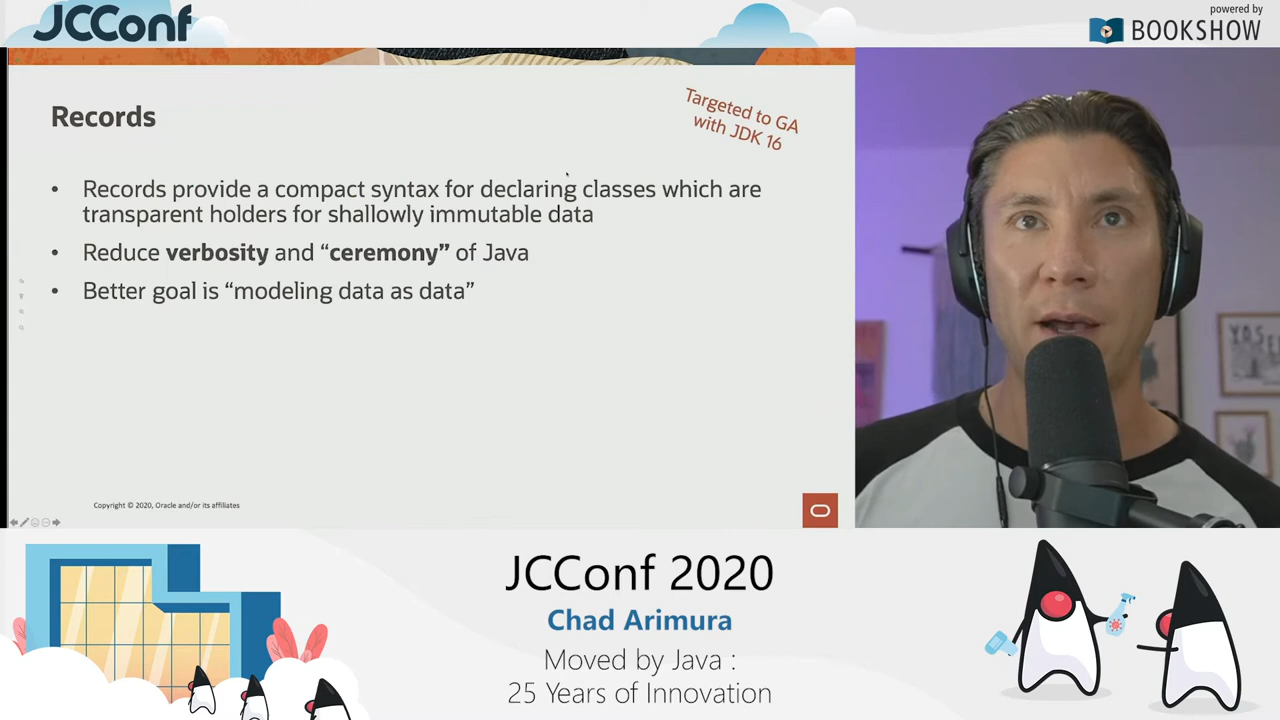 JCConf
powered by
BOOKSHOW
Records
Targeted to GA
with JDK 16
• Records provide a compact syntax for declaring classes which are
transparent holders for shallowly immutable data
• Reduce verbosity and “ceremony” of Java
• Better goal is “modeling data as data”
Copyright © 2020, Oracle and/or its affiliates
JCConf 2020
Chad Arimura
Moved by Java :
25 Years of Innovation